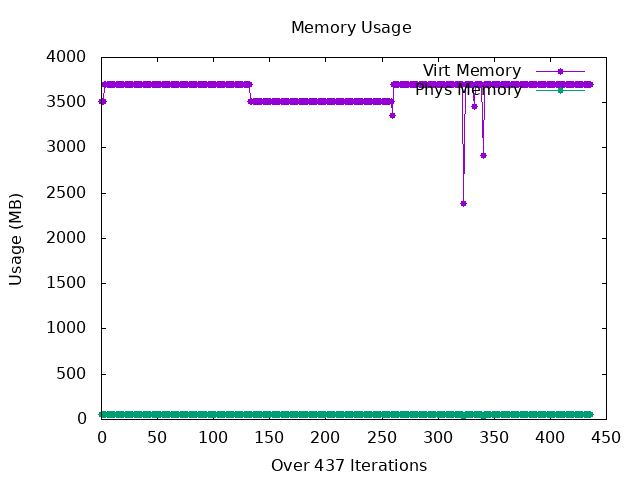 Memory Usage
4000
3500
3000
2500
2000
1500
1000
500
0
Usage (MB)
Virt Memory
Phys Memory
0 50 100 150 200 250 300 350 400 450
Over 437 Iterations